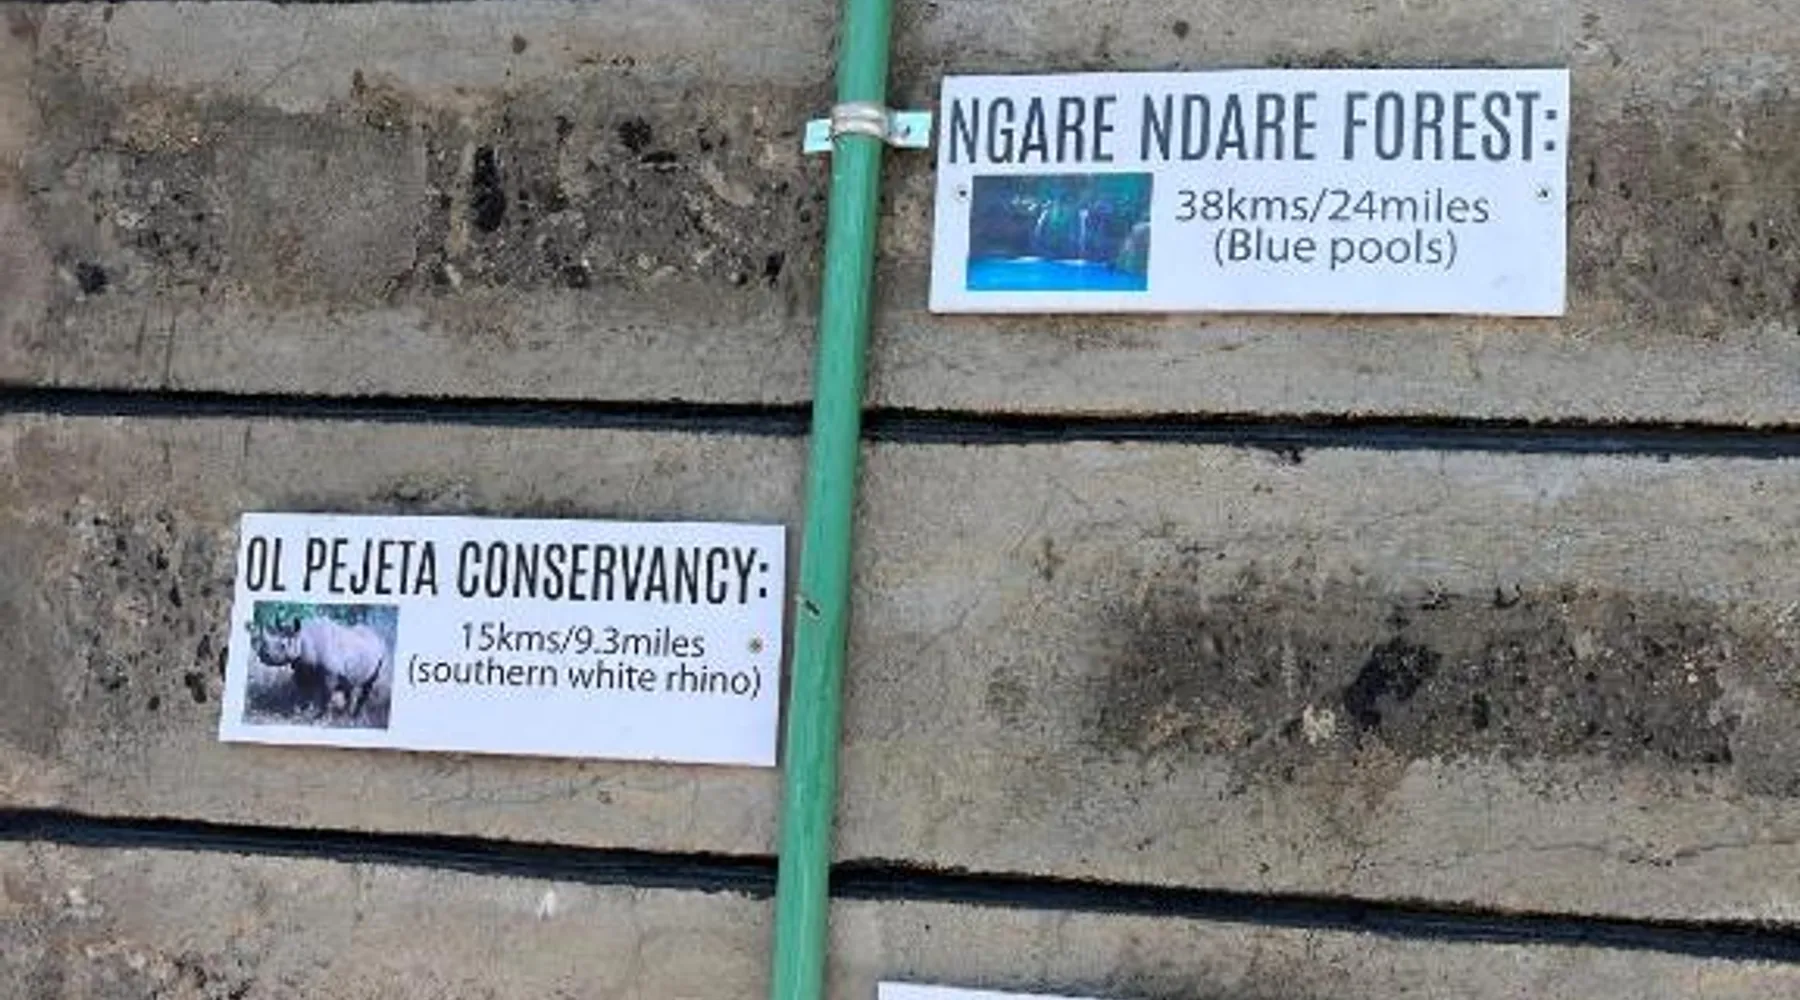 NGARE NDARE FOREST:
38kms/24miles
(Blue pools)
OL PEJETA CONSERVANCY:
15kms/9.3miles
(southern white rhino)